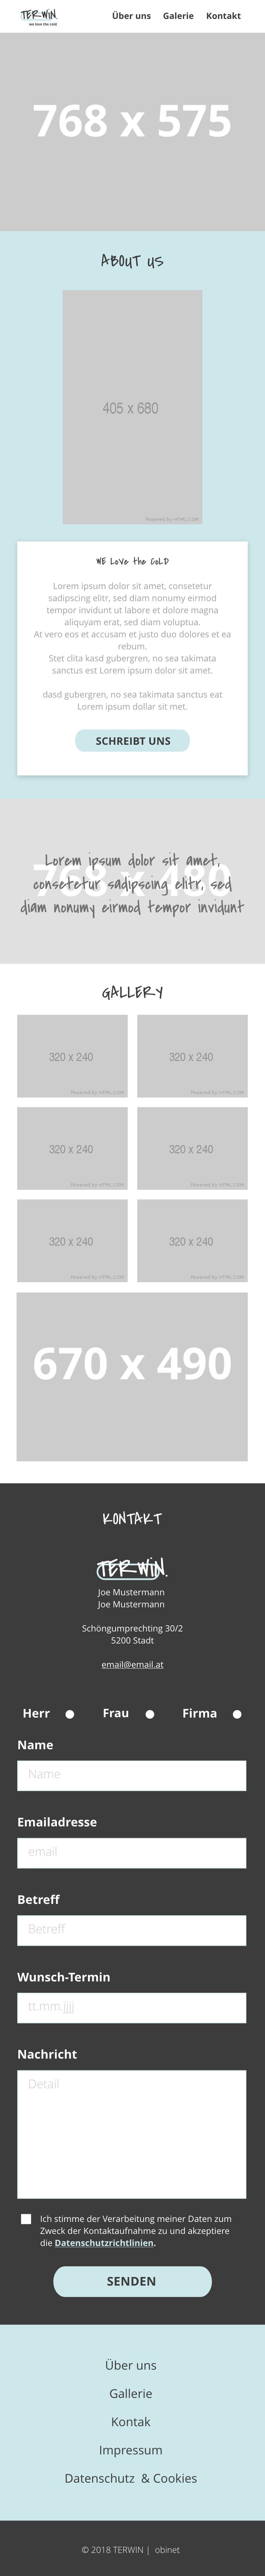 TERWIN.
we love the cold
Über uns Galerie Kontakt
768 x 575
ABOUT US
405 x 680
Powered by HTML.COM
WE LoVe the CoLD
Lorem ipsum dolor sit amet, consetetur
sadipscing elitr, sed diam nonumy eirmod
tempor invidunt ut labore et dolore magna
aliquyam erat, sed diam voluptua.
At vero eos et accusam et justo duo dolores et ea
rebum.
Stet clita kasd gubergren, no sea takimata
sanctus est Lorem ipsum dolor sit amet.
dasd gubergren, no sea takimata sanctus eat
Lorem ipsum dollar sit met.
SCHREIBT UNS
768 x 480
Lorem ipsum dolor sit amet,
consetetur sadipscing elitr, sed
diam nonumy eirmod tempor invidunt
GALLERY
320 x 240
Powered by HTML.COM
320 x 240
Powered by HTML.COM
320 x 240
Powered by HTML.COM
320 x 240
Powered by HTML.COM
320 x 240
Powered by HTML.COM
320 x 240
Powered by HTML.COM
670 x 490
KONTAKT
TERWIN.
Joe Mustermann
Joe Mustermann
Schöngumprechting 30/2
5200 Stadt
email@email.at
Herr Frau Firma
Name
Name
Emailadresse
email
Betreff
Betreff
Wunsch-Termin
tt.mm.jjjj
Nachricht
Detail
Ich stimme der Verarbeitung meiner Daten zum
Zweck der Kontaktaufnahme zu und akzeptiere
die Datenschutzrichtlinien.
SENDEN
Über uns
Gallerie
Kontak
Impressum
Datenschutz & Cookies
© 2018 TERWIN | obinet